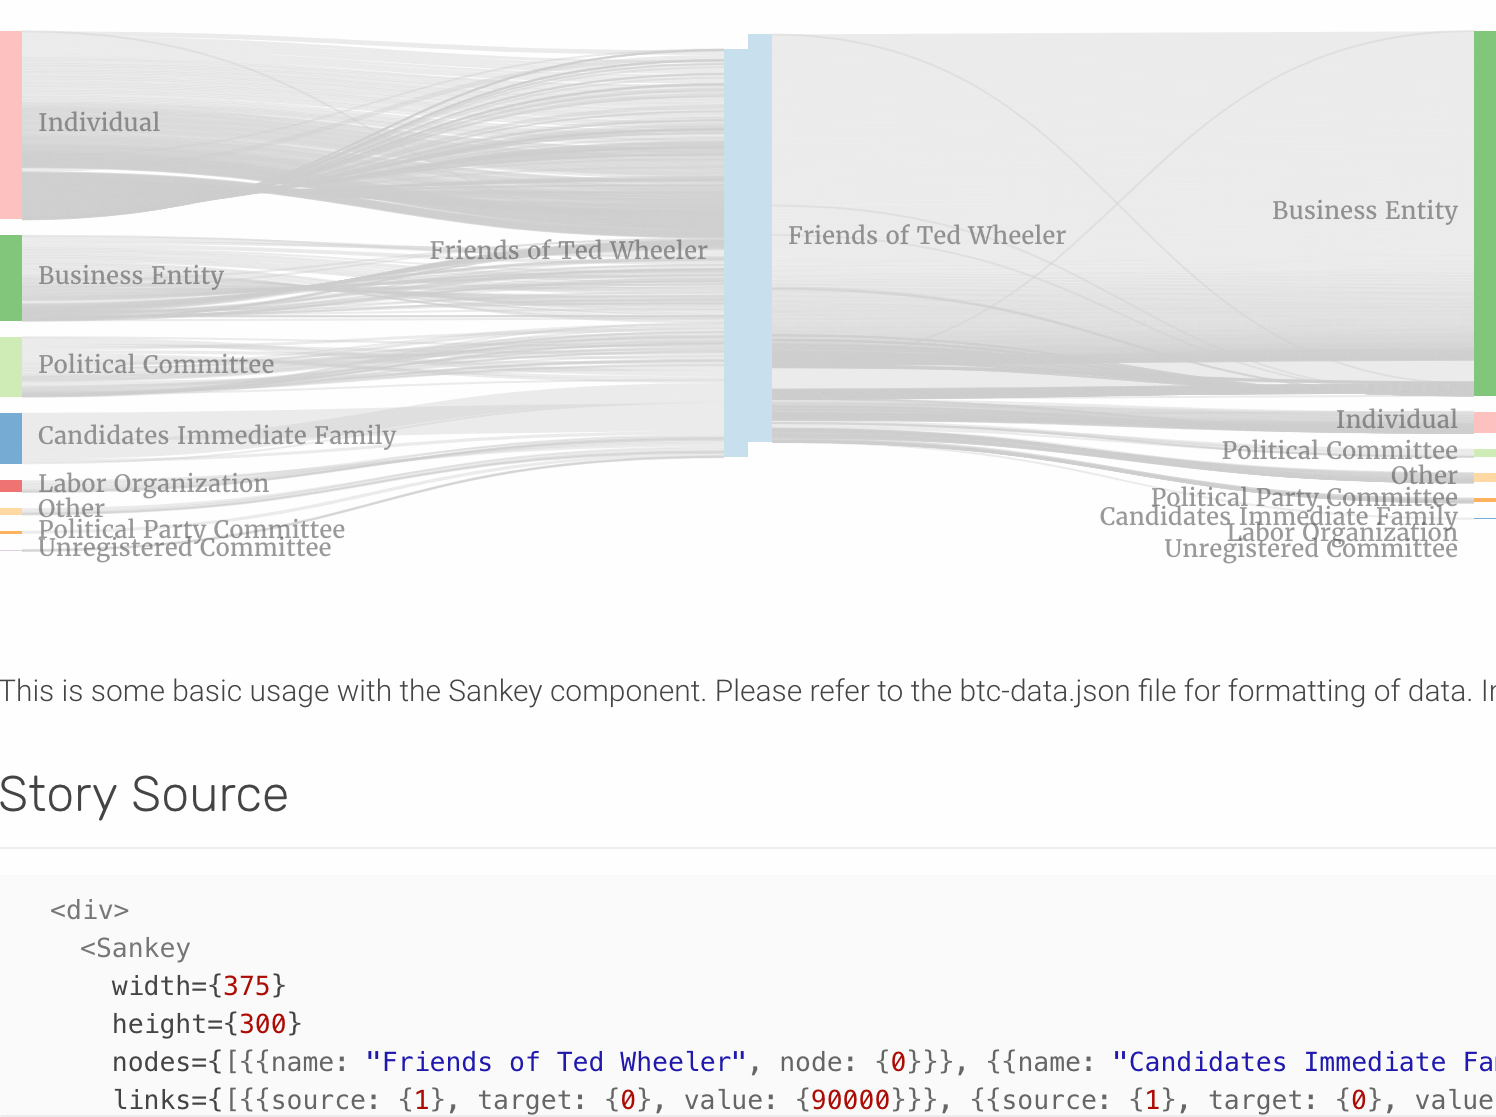 Individual
Business Entity
Political Committee
Candidates Immediate Family
Labor Organization
Other
Political Party Committee
Unregistered Committee
Friends of Ted Wheeler
Friends of Ted Wheeler
Business Entity
Individual
Political Committee
Other
Political Party Committee
Candidates Immediate Family
Labor Organization
Unregistered Committee
This is some basic usage with the Sankey component. Please refer to the btc-data.json file for formatting of data. In
Story Source
<div>
<Sankey
width={375}
height={300}
nodes={[{{name: "Friends of Ted Wheeler", node: {0}}}, {{name: "Candidates Immediate Fa
links={[{{source: {1}, target: {0}, value: {90000}}}, {{source: {1}, target: {0}, value